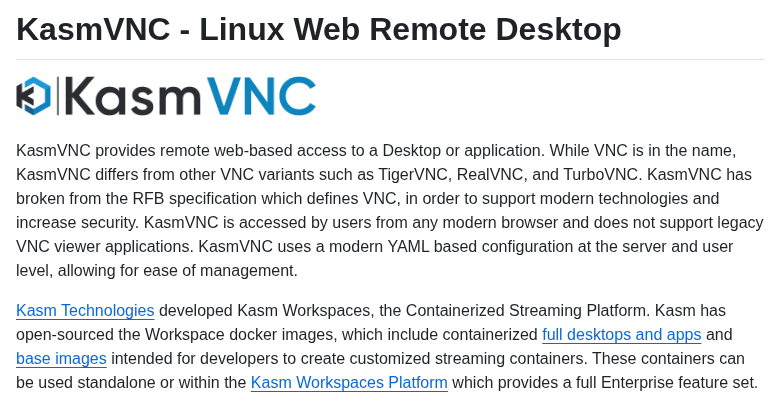 KasmVNC - Linux Web Remote Desktop
Kasm VNC
KasmVNC provides remote web-based access to a Desktop or application. While VNC is in the name,
KasmVNC differs from other VNC variants such as TigerVNC, RealVNC, and TurboVNC. KasmVNC has
broken from the RFB specification which defines VNC, in order to support modern technologies and
increase security. KasmVNC is accessed by users from any modern browser and does not support legacy
VNC viewer applications. KasmVNC uses a modern YAML based configuration at the server and user
level, allowing for ease of management.
Kasm Technologies developed Kasm Workspaces, the Containerized Streaming Platform. Kasm has
open-sourced the Workspace docker images, which include containerized full desktops and apps and
base images intended for developers to create customized streaming containers. These containers can
be used standalone or within the Kasm Workspaces Platform which provides a full Enterprise feature set.